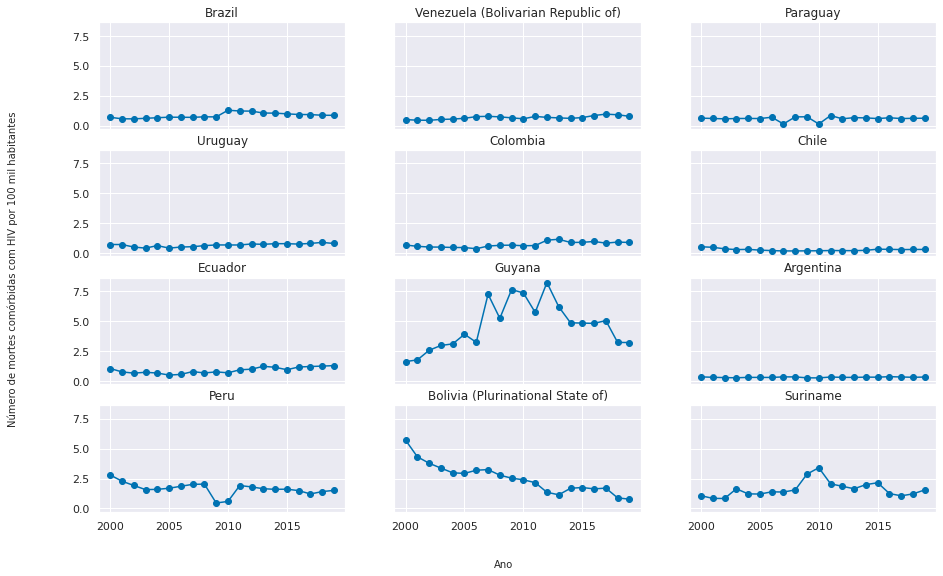 Brazil
Venezuela (Bolivarian Republic of)
Paraguay
7.5
5.0
2.5
0.0
Uruguay
Colombia
Chile
7.5
5.0
2.5
0.0
Ecuador
Guyana
Argentina
7.5
5.0
2.5
0.0
Peru
Bolivia (Plurinational State of)
Suriname
7.5
5.0
2.5
0.0
2000 2005 2010 2015
2000 2005 2010 2015
2000 2005 2010 2015
Número de mortes comórbidas com HIV por 100 mil habitantes
Ano